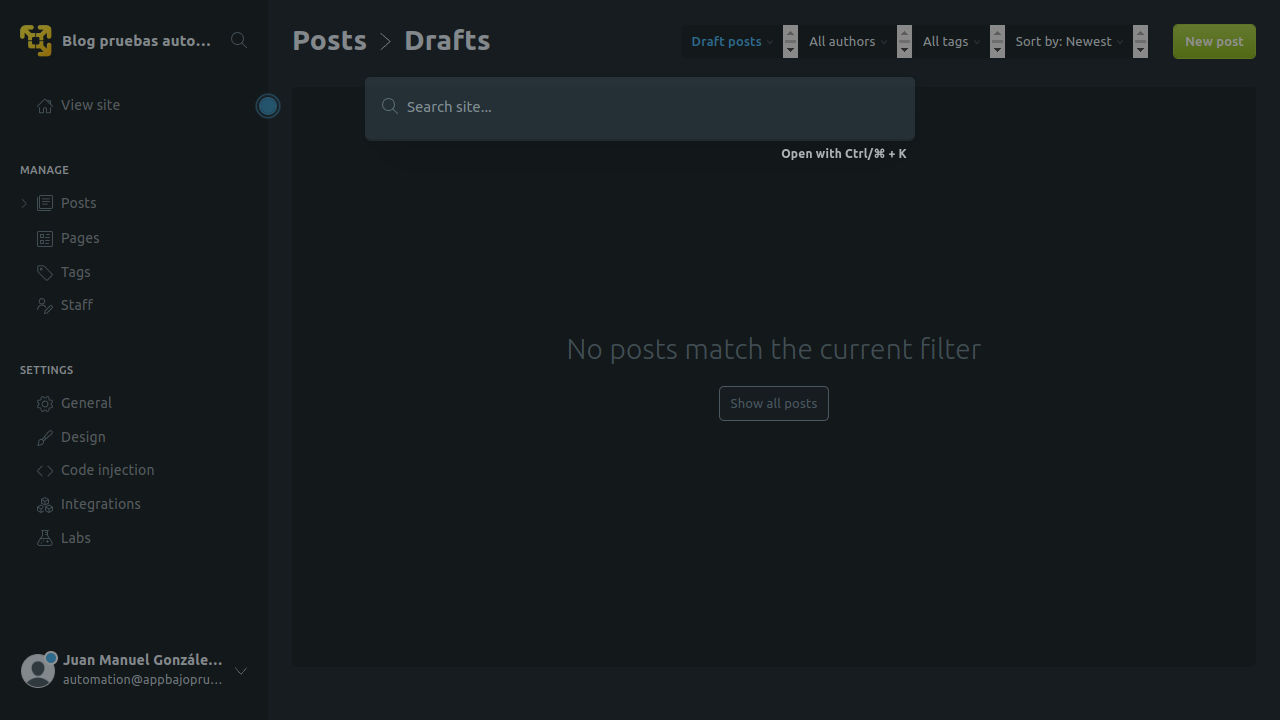 Blog pruebas auto...
View site
MANAGE
Posts
Pages
Tags
Staff
SETTINGS
General
Design
Code injection
Integrations
Labs
Juan Manuel Gonzále...
automation@appbajopru...
Posts > Drafts
Draft posts
All authors
All tags
Sort by: Newest
New post
Search site...
Open with Ctrl/⌘ + K
No posts match the current filter
Show all posts